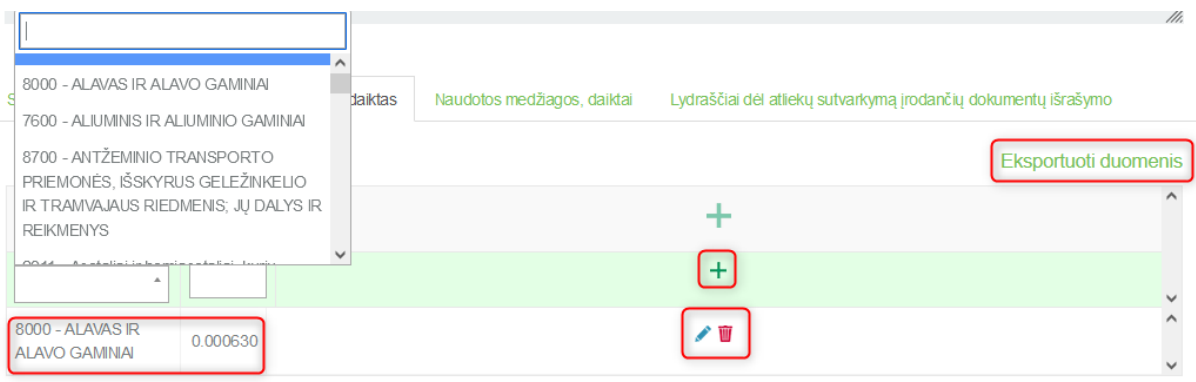 8000 - ALAVAS IR ALAVO GAMINIAI
daiktas
Naudotos medžiagos, daiktai
Lydraščiai dėl atliekų sutvarkymą įrodančių dokumentų išrašymo
7600 - ALIUMINIS IR ALIUMINIO GAMINIAI
8700 - ANTŽEMINIO TRANSPORTO
PRIEMONĖS, IŠSKYRUS GELEŽINKELIO
IR TRAMVAJAUS RIEDMENIS; JŲ DALYS IR
REIKMENYS
Eksportuoti duomenis
8000 - ALAVAS IR
ALAVO GAMINIAI
0.000630